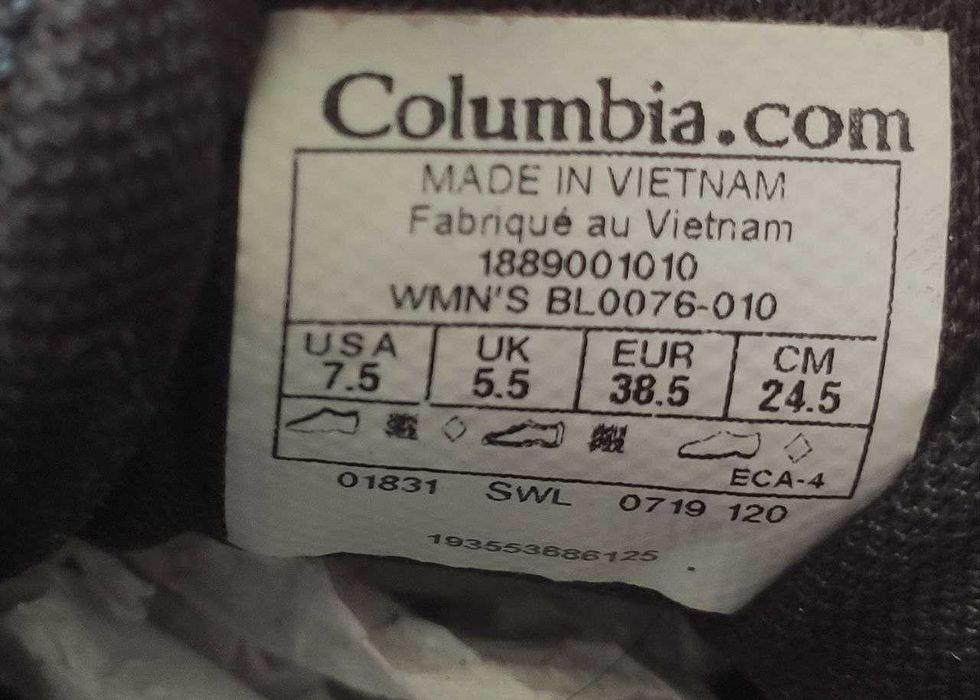 Columbia.com
MADE IN VIETNAM
Fabriqué au Vietnam
1889001010
WMN'S BL0076-010
USA UK EUR CM
7.5 5.5 38.5 24.5
ECA-4
01831 SWL 0719 120
193553686125